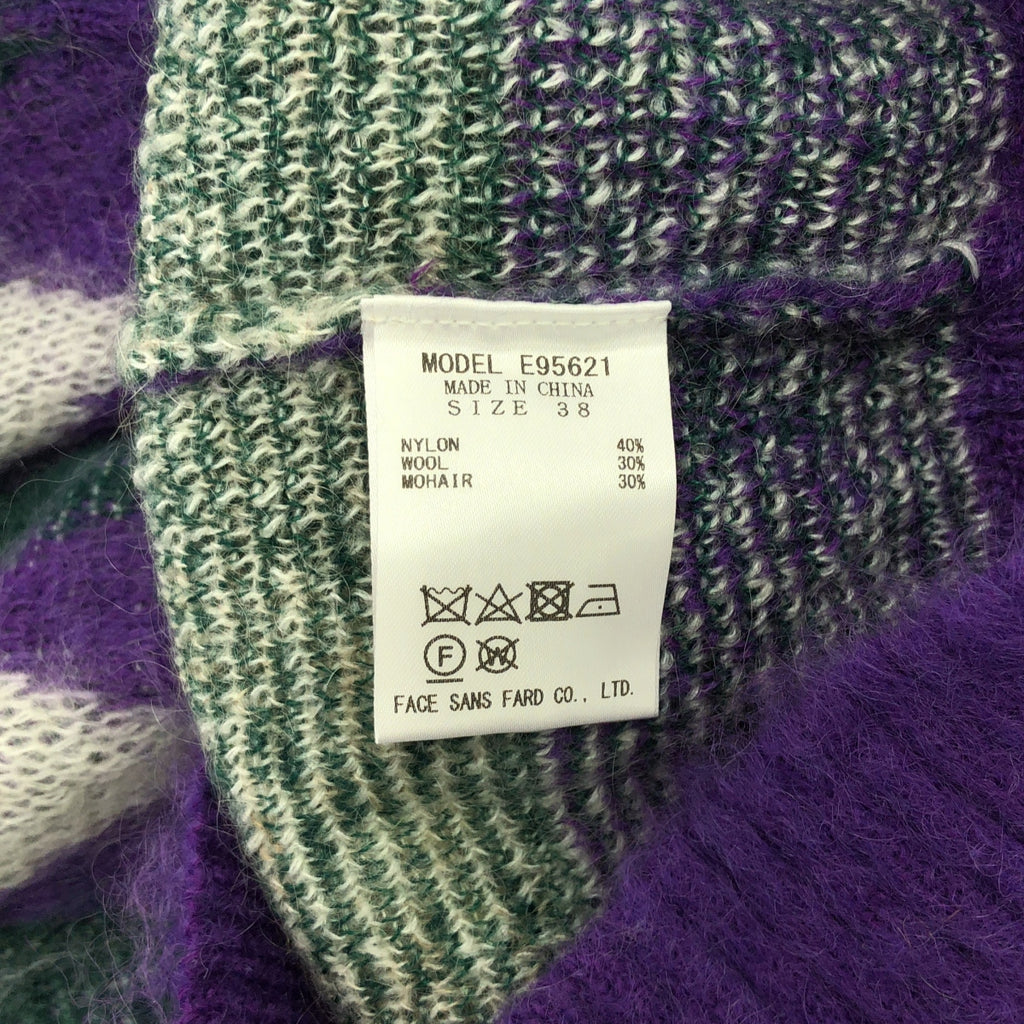 MODEL E95621
MADE IN CHINA
SIZE 38
NYLON 40%
WOOL 30%
MOHAIR 30%
F W
FACE SANS FARD CO., LTD.